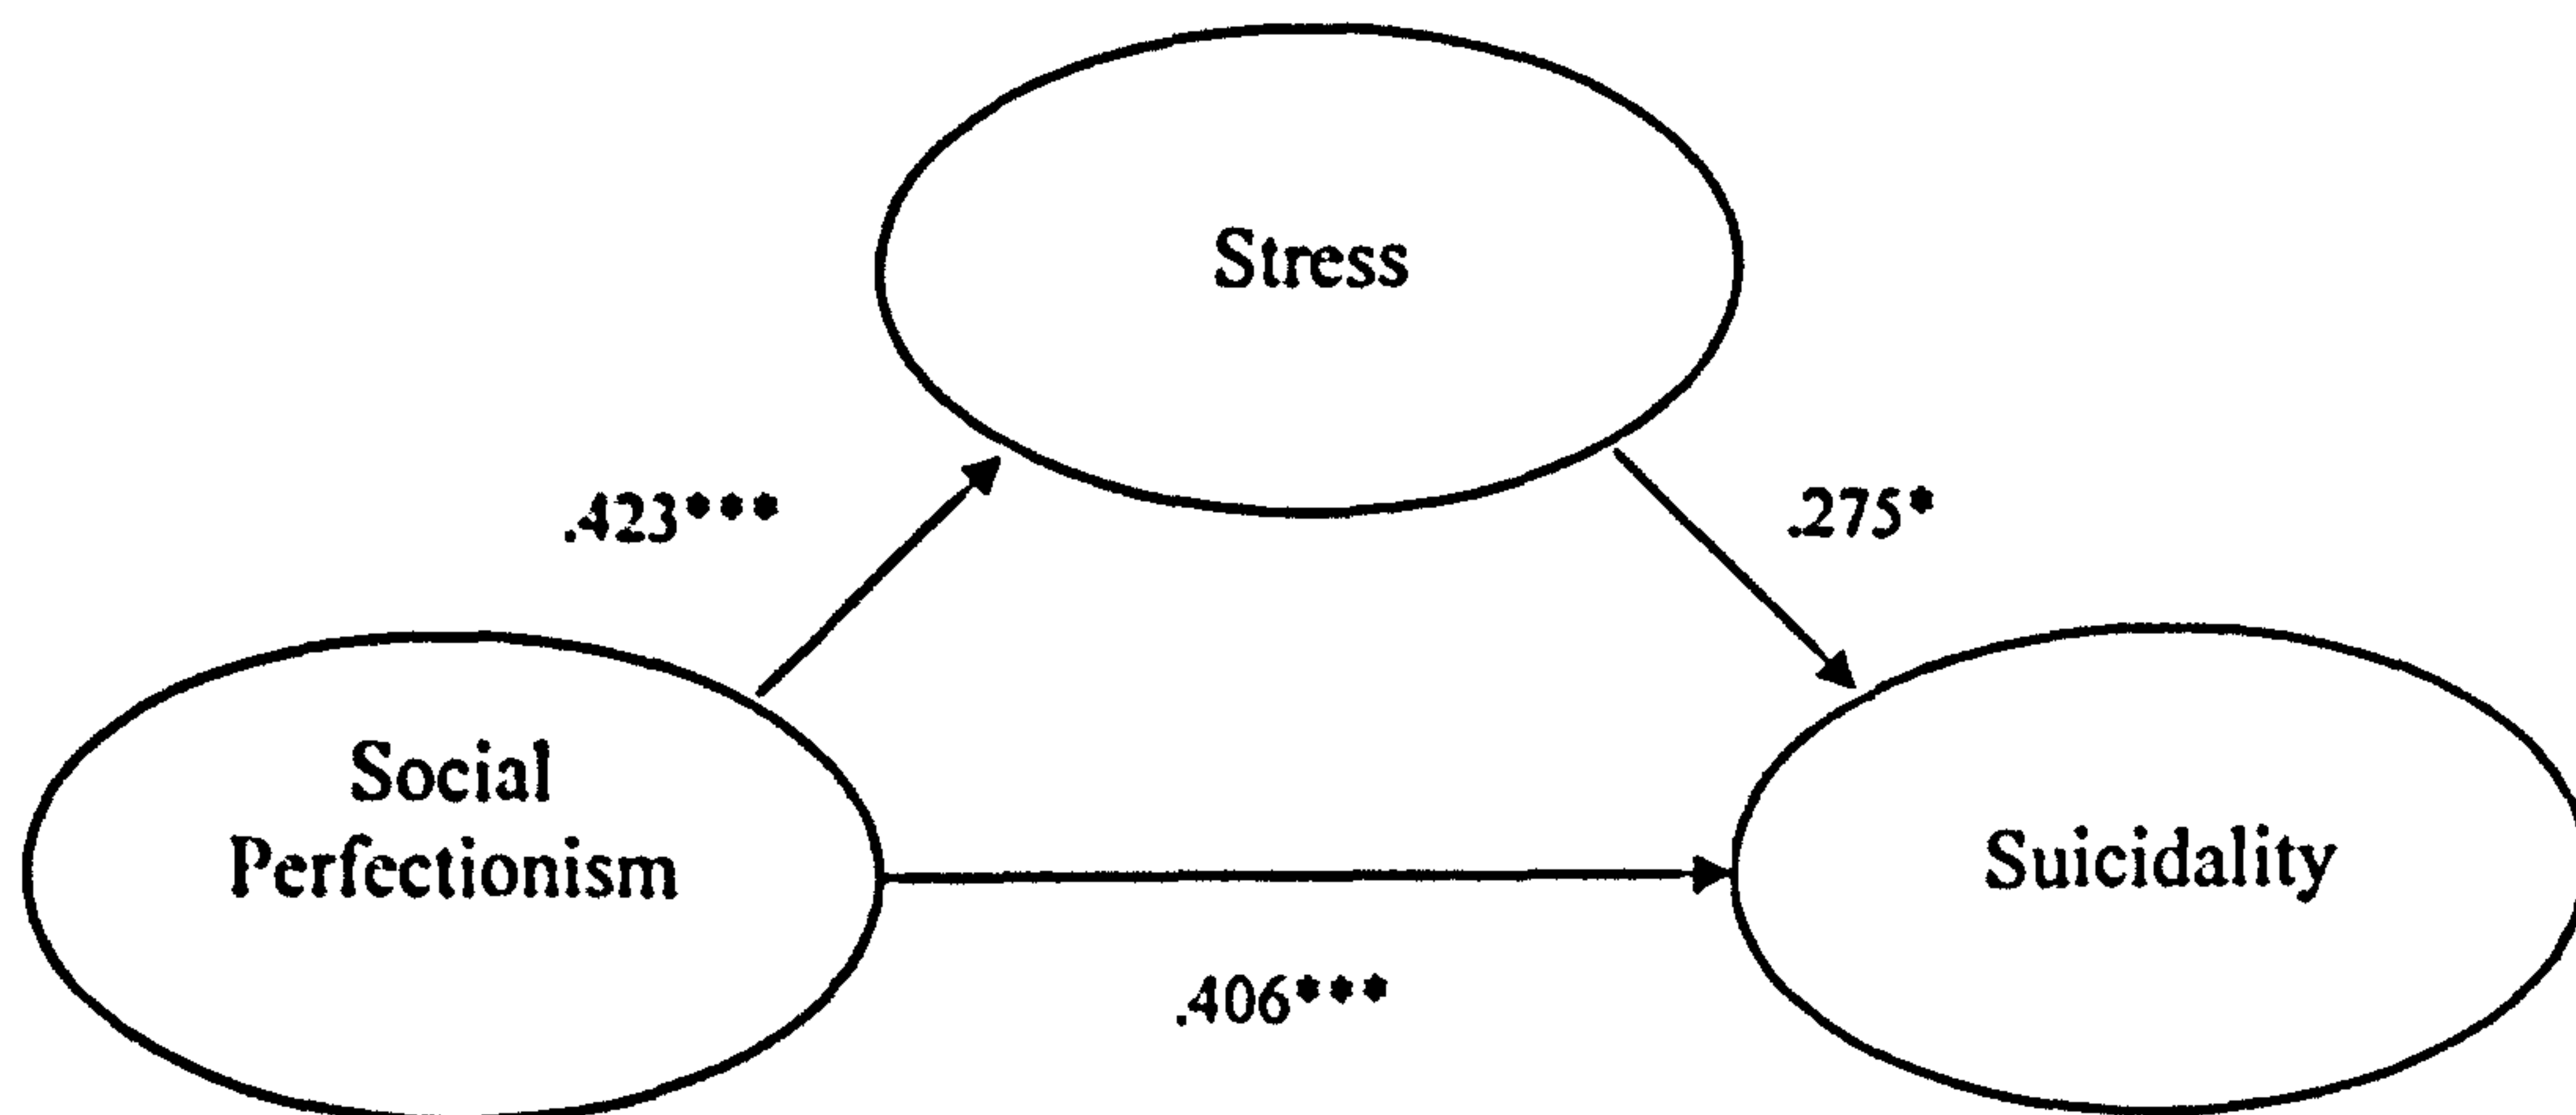 Stress
.423***
.275*
Social
Perfectionism
Suicidality
.406***